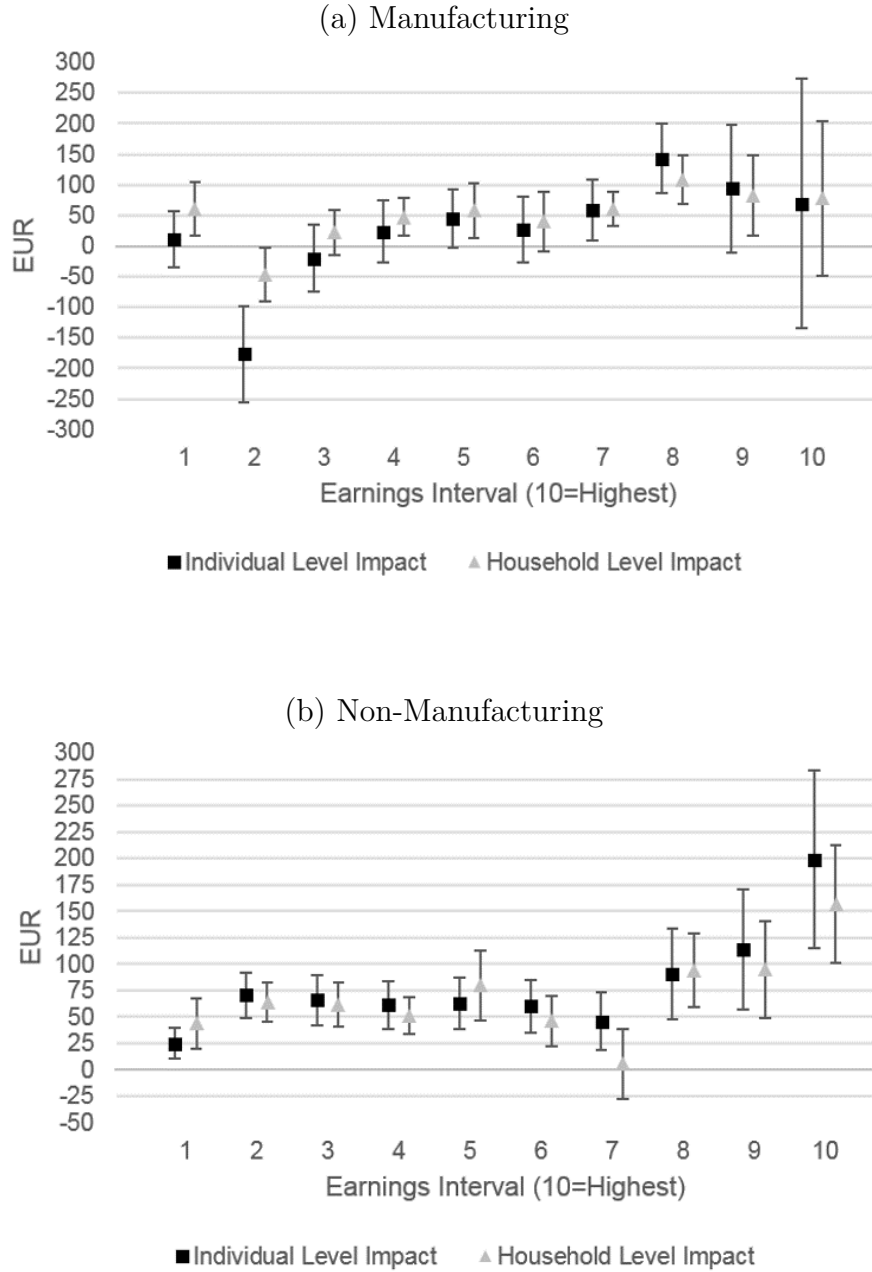 (a) Manufacturing
300
250
200
150
100
50
0
-50
-100
-150
-200
-250
-300
EUR
1 2 3 4 5 6 7 8 9 10
Earnings Interval (10=Highest)
Individual Level Impact Household Level Impact
(b) Non-Manufacturing
300
275
250
225
200
175
150
125
100
75
50
25
0
-25
-50
EUR
1 2 3 4 5 6 7 8 9 10
Earnings Interval (10=Highest)
Individual Level Impact Household Level Impact